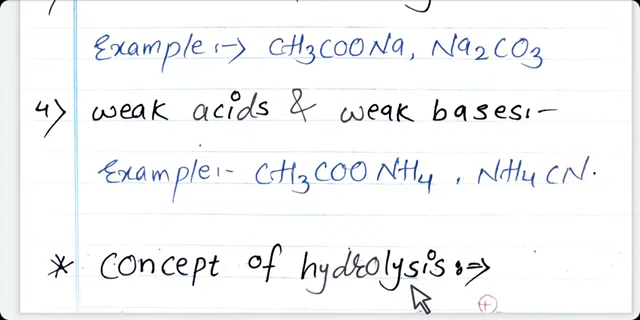 Example :→ CH3COONa, Na2CO3
4) weak acids & weak bases:-
Example:- CH3COONH4, NH4CN.
* Concept of hydrolysis :⇒